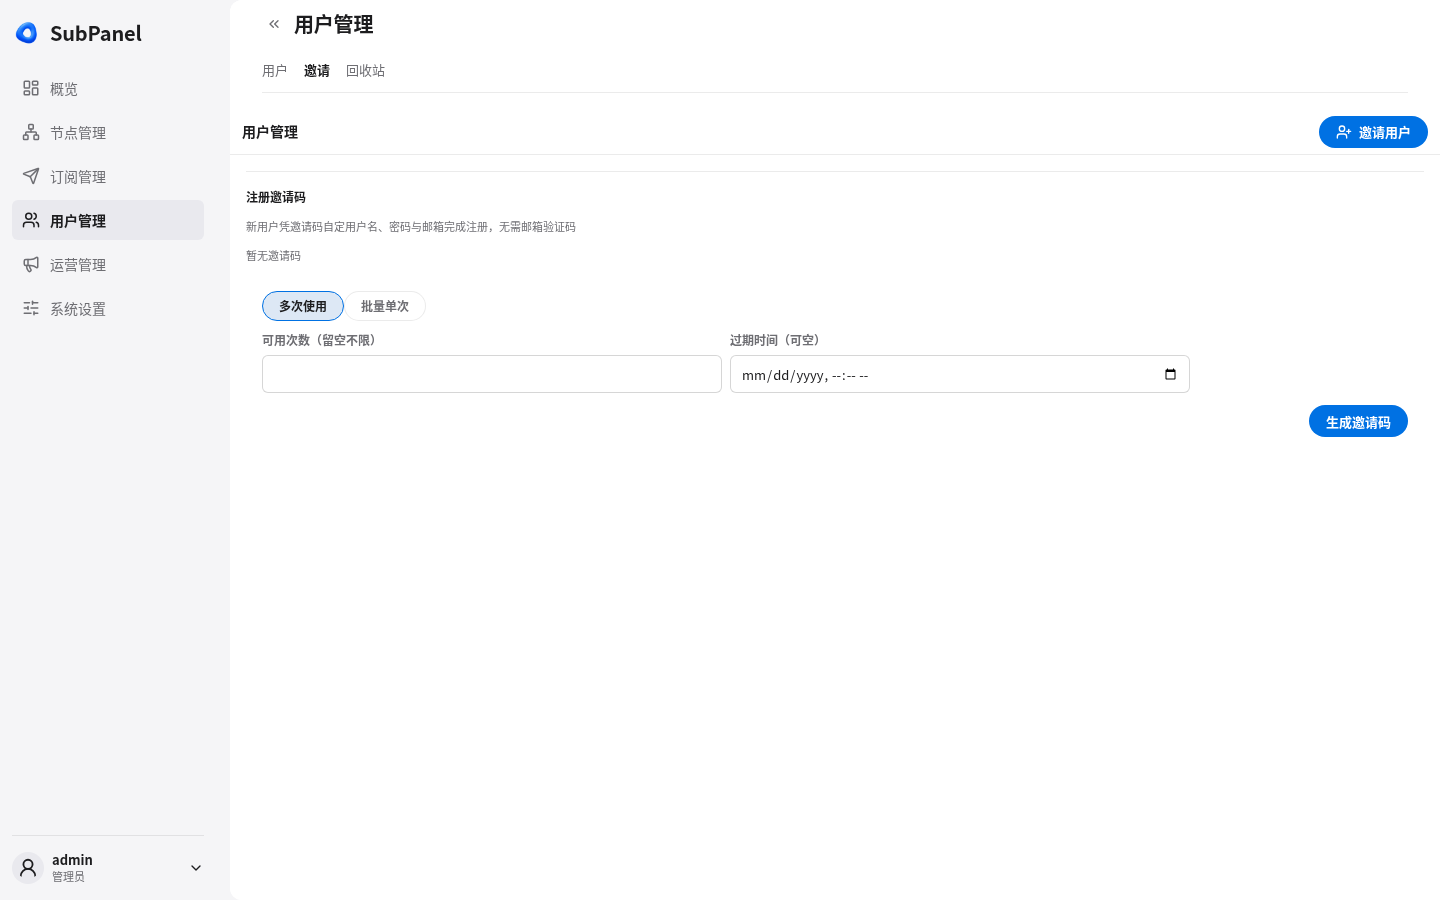 SubPanel
概览
节点管理
订阅管理
用户管理
运营管理
系统设置
admin
管理员
用户管理
用户 邀请 回收站
用户管理
邀请用户
注册邀请码
新用户凭邀请码自定用户名、密码与邮箱完成注册，无需邮箱验证码
暂无邀请码
多次使用 批量单次
可用次数（留空不限） 过期时间（可空）
mm/dd/yyyy, --:-- --
生成邀请码